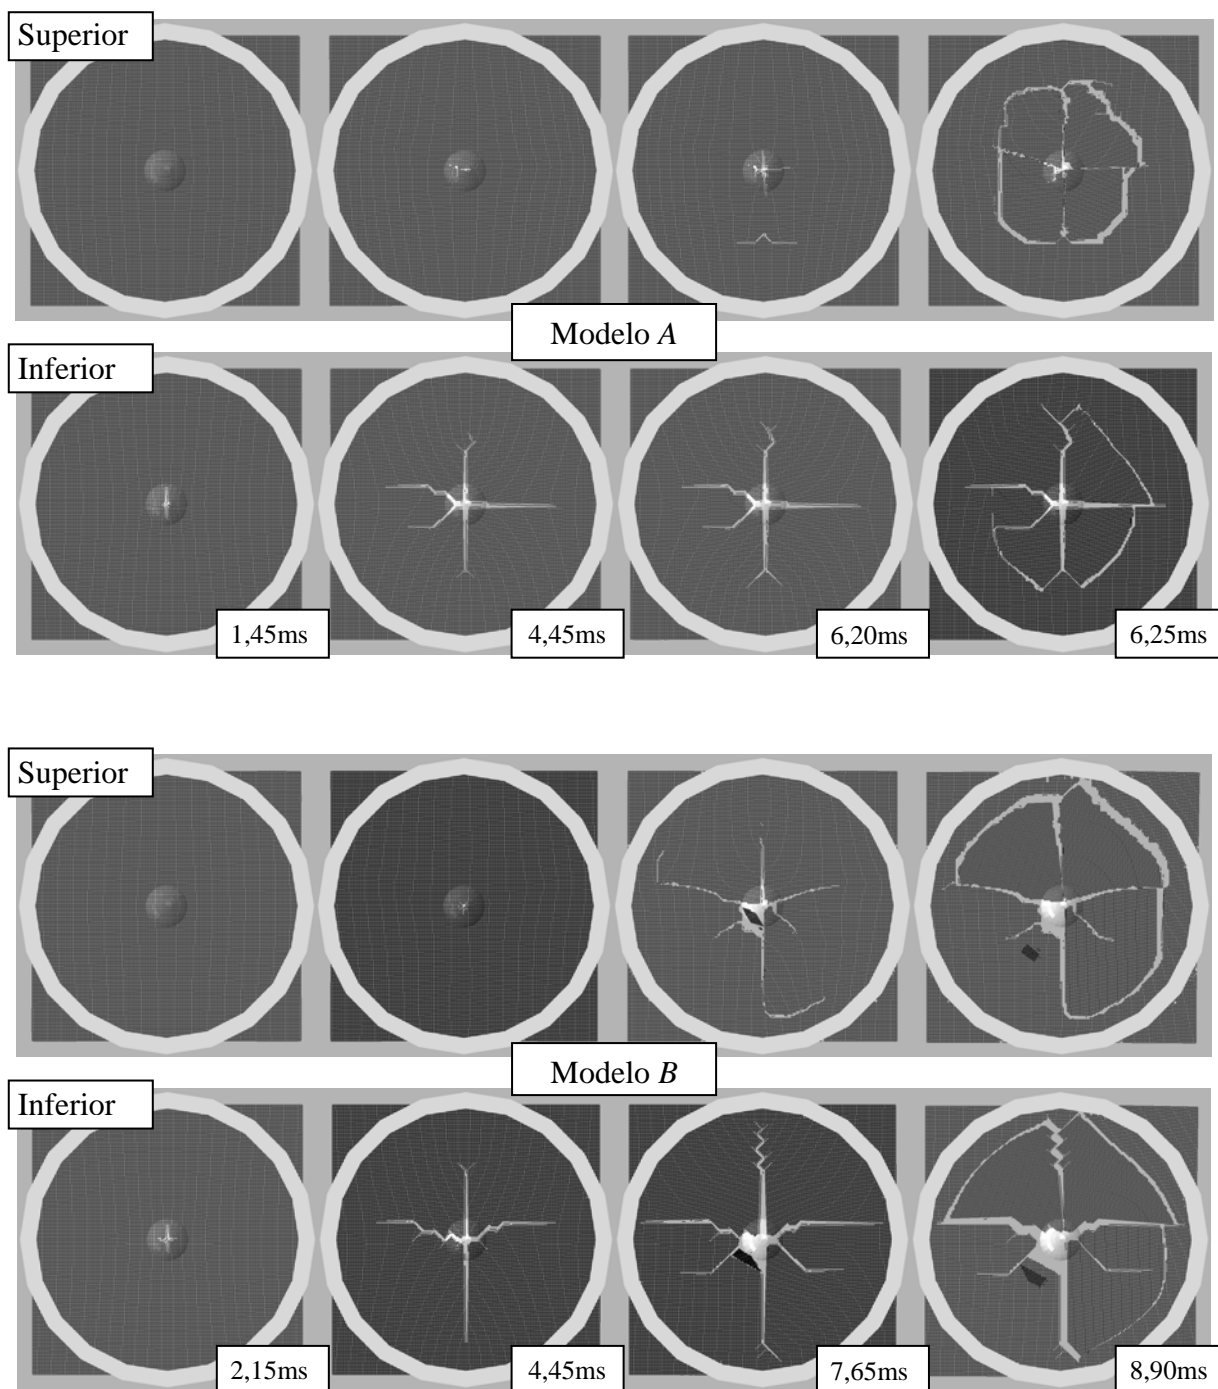 Superior
Modelo A
Inferior
1,45ms
4,45ms
6,20ms
6,25ms
Superior
Modelo B
Inferior
2,15ms
4,45ms
7,65ms
8,90ms